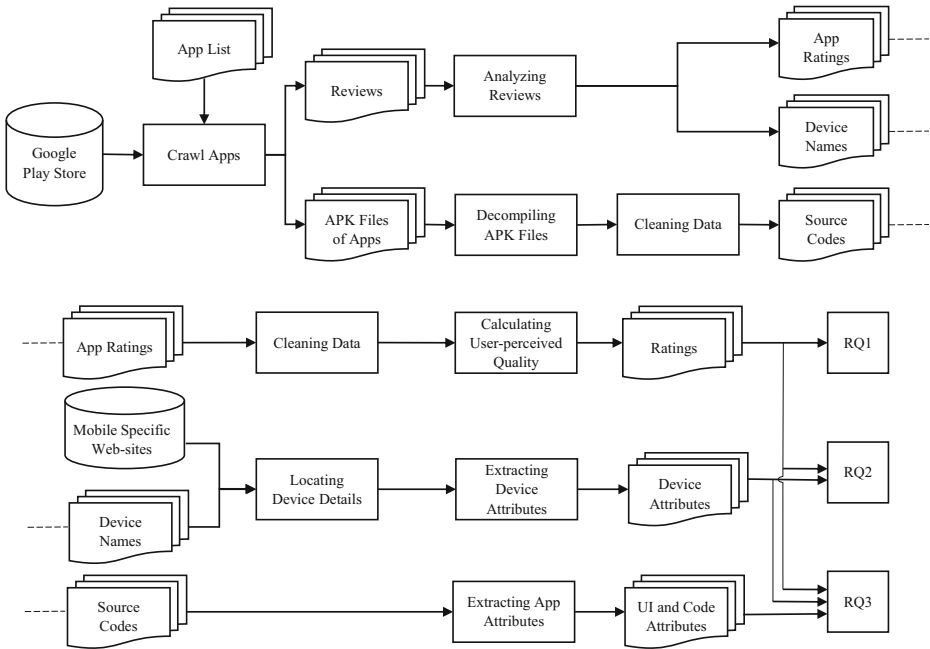 App List
Google
Play Store
Crawl Apps
Reviews
Analyzing
Reviews
App
Ratings
Device
Names
APK Files
of Apps
Decompiling
APK Files
Cleaning Data
Source
Codes
App Ratings
Cleaning Data
Calculating
User-perceived
Quality
Ratings
RQ1
Mobile Specific
Web-sites
Device
Names
Locating
Device Details
Extracting
Device
Attributes
Device
Attributes
RQ2
Source
Codes
Extracting App
Attributes
UI and Code
Attributes
RQ3